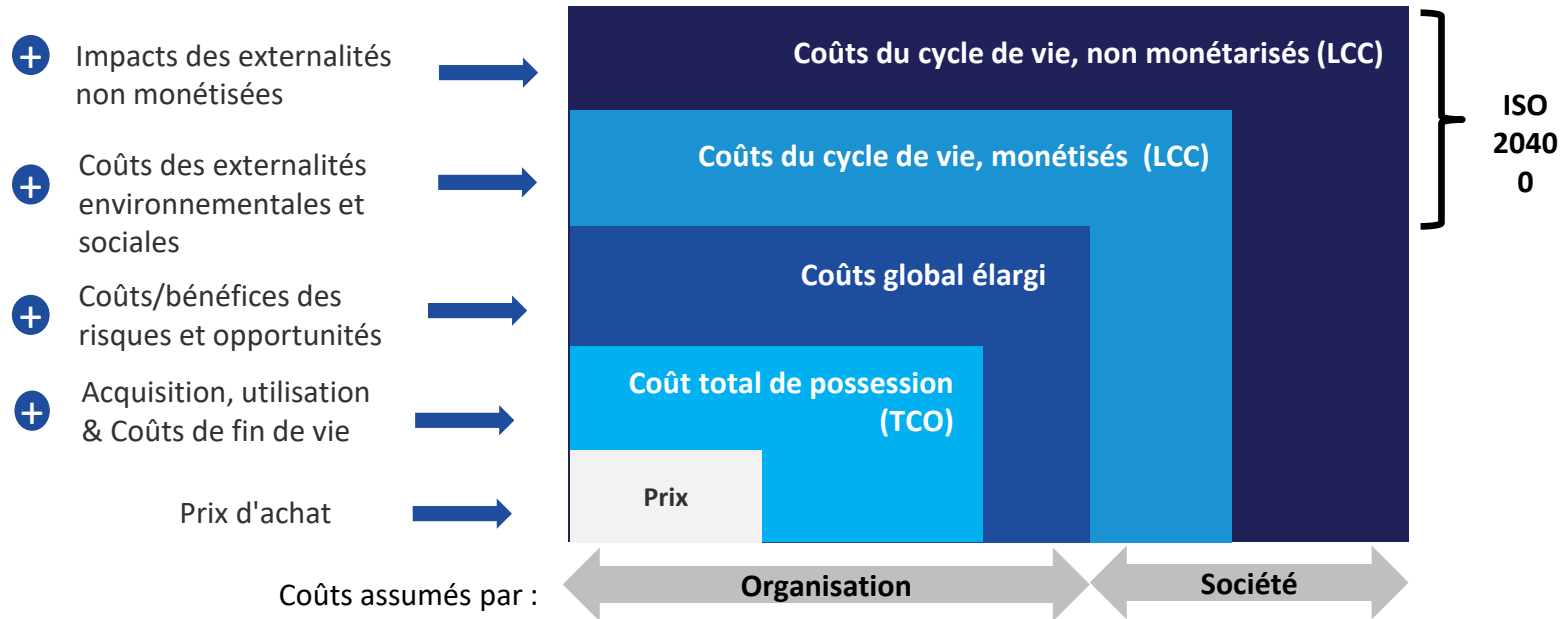 + Impacts des externalités
non monétisées
+ Coûts des externalités
environnementales et
sociales
+ Coûts/bénéfices des
risques et opportunités
+ Acquisition, utilisation
& Coûts de fin de vie
Prix d'achat
Coûts du cycle de vie, non monétarisés (LCC)
Coûts du cycle de vie, monétisés (LCC)
Coûts global élargi
Coût total de possession
(TCO)
Prix
ISO
2040
0
Coûts assumés par :
Organisation
Société